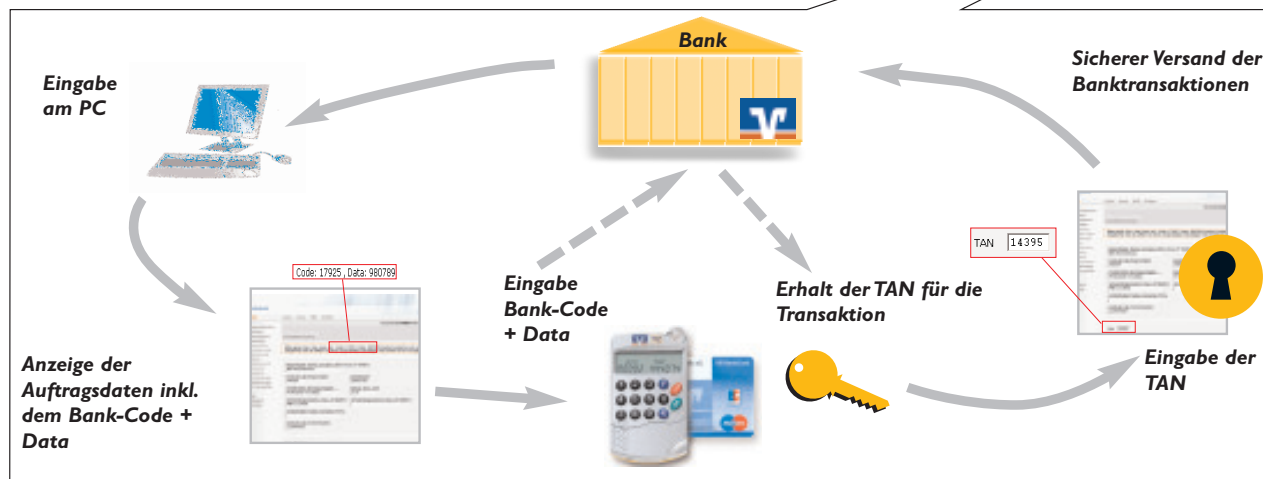 Bank
Eingabe
am PC
Sicherer Versand der
Banktransaktionen
Code: 17925 , Data: 980789
TAN 14395
Eingabe
Bank-Code
+ Data
Erhalt der TAN für die
Transaktion
Anzeige der
Auftragsdaten inkl.
dem Bank-Code +
Data
Eingabe der
TAN